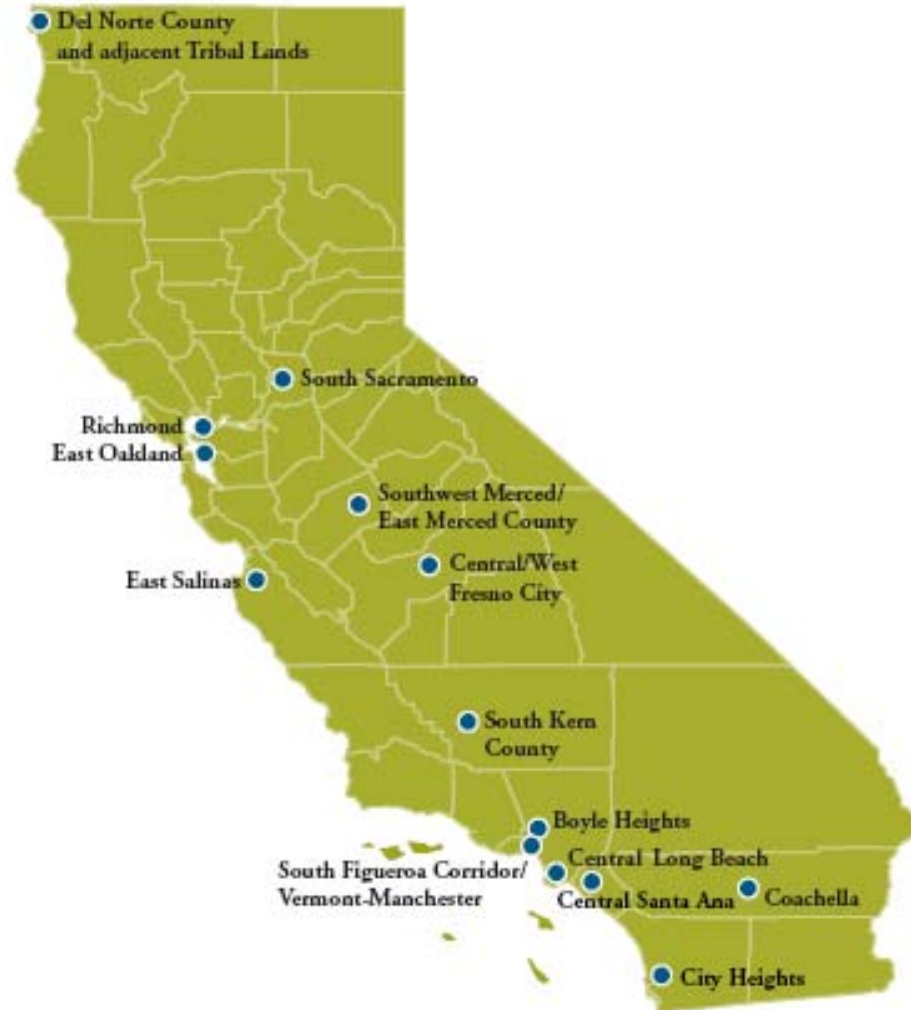 Del Norte County
and adjacent Tribal Lands
South Sacramento
Richmond
East Oakland
Southwest Merced/
East Merced County
Central/West
Fresno City
East Salinas
South Kern
County
Boyle Heights
South Figueroa Corridor/
Vermont-Manchester
Central Long Beach
Central Santa Ana
Coachella
City Heights